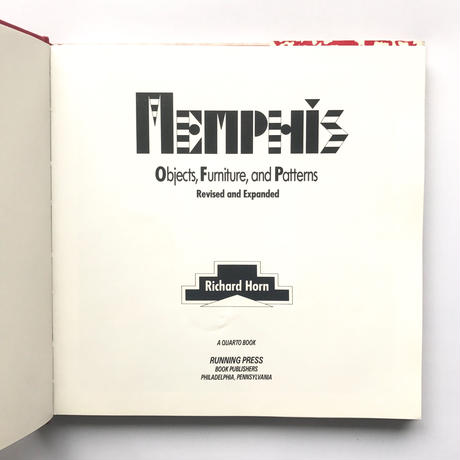 MEMPHIS
Objects, Furniture, and Patterns
Revised and Expanded
Richard Horn
A QUARTO BOOK
RUNNING PRESS
BOOK PUBLISHERS
PHILADELPHIA, PENNSYLVANIA